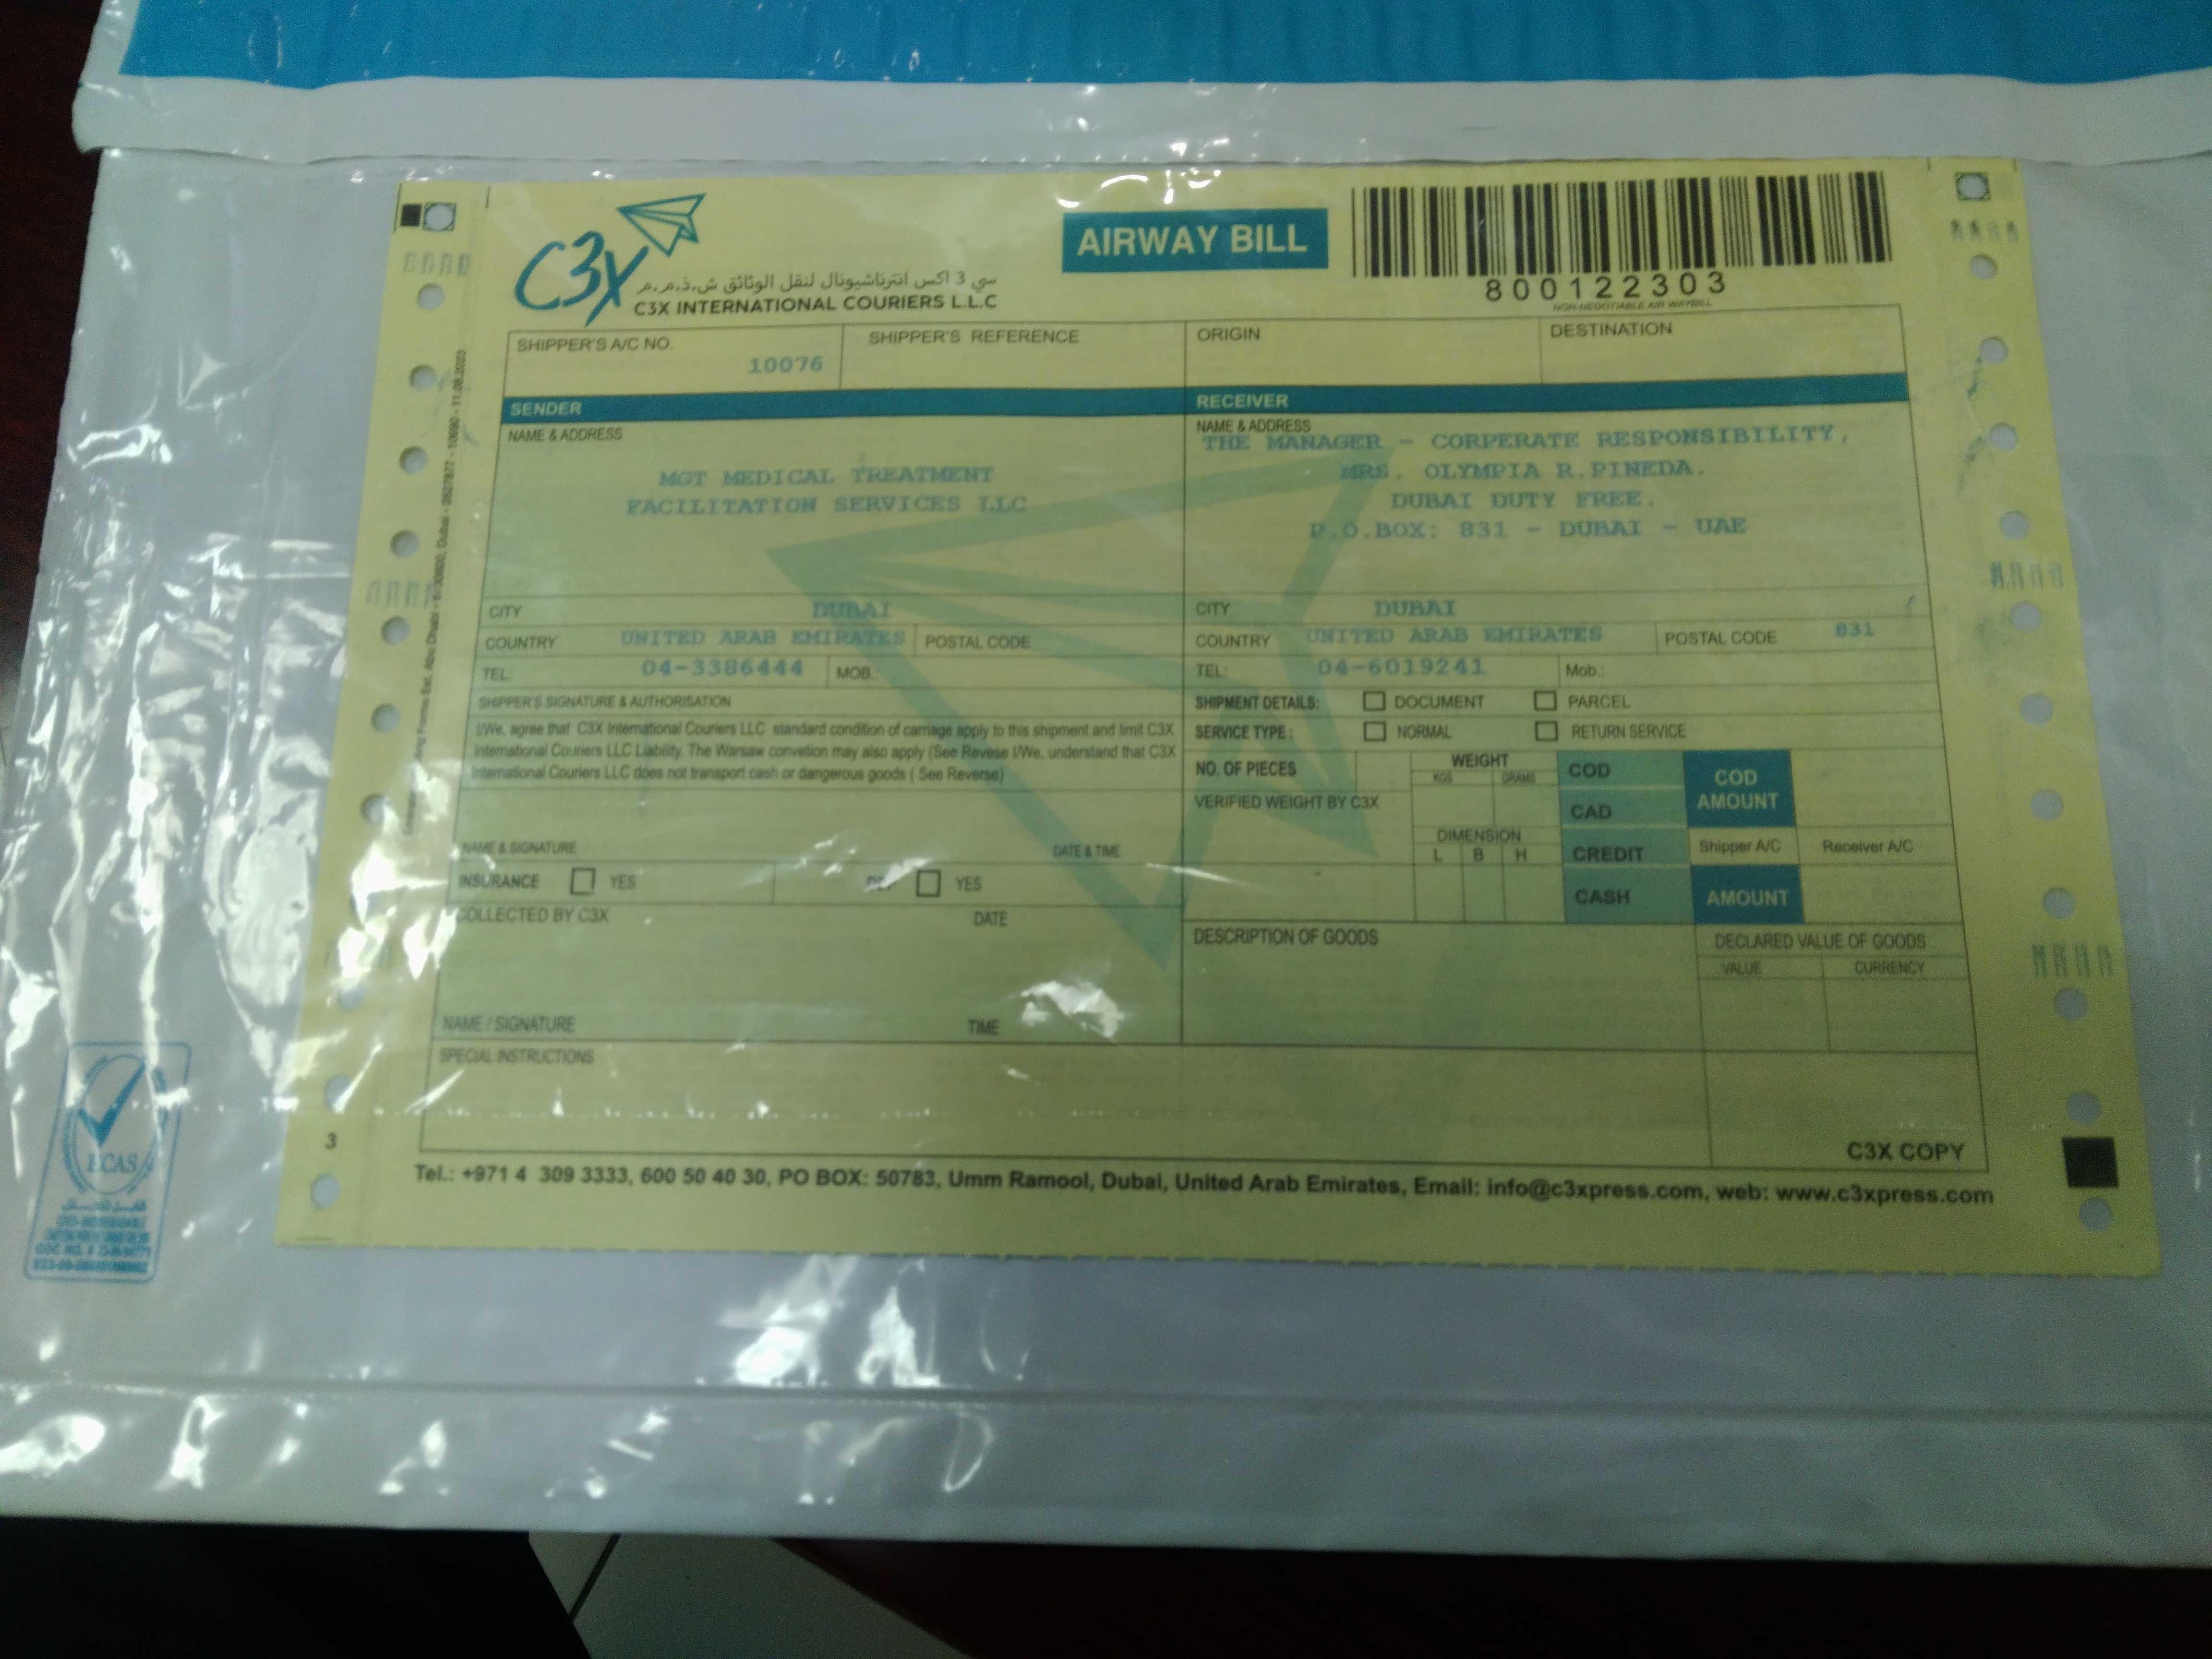 C3X
سي 3 اكس انترناشيونال لنقل الوثائق ش.ذ.م.م
C3X INTERNATIONAL COURIERS L.L.C
AIRWAY BILL
800122303
NON-NEGOTIABLE AIR WAYBILL
SHIPPER'S A/C NO.
10076
SHIPPER'S REFERENCE
ORIGIN
DESTINATION
SENDER
NAME & ADDRESS
MGT MEDICAL TREATMENT
FACILITATION SERVICES LLC
CITY DUBAI
COUNTRY UNITED ARAB EMIRATES POSTAL CODE
TEL: 04-3386444 MOB.:
RECEIVER
NAME & ADDRESS
THE MANAGER - CORPERATE RESPONSIBILITY,
MRS. OLYMPIA R.PINEDA.
DUBAI DUTY FREE.
P.O.BOX: 831 - DUBAI - UAE
CITY DUBAI
COUNTRY UNITED ARAB EMIRATES POSTAL CODE 831
TEL: 04-6019241 Mob.:
SHIPPER'S SIGNATURE & AUTHORISATION
I/We, agree that C3X International Couriers LLC standard condition of carriage apply to this shipment and limit C3X
International Couriers LLC Liability. The Warsaw convetion may also apply (See Revese I/We, understand that C3X
International Couriers LLC does not transport cash or dangerous goods ( See Reverse)
NAME & SIGNATURE DATE & TIME
INSURANCE YES YES
COLLECTED BY C3X DATE
NAME / SIGNATURE TIME
SHIPMENT DETAILS: DOCUMENT PARCEL
SERVICE TYPE : NORMAL RETURN SERVICE
NO. OF PIECES
WEIGHT
KGS GRAMS
VERIFIED WEIGHT BY C3X
DIMENSION
L B H
COD
CAD
CREDIT
CASH
COD
AMOUNT
Shipper A/C Receiver A/C
AMOUNT
DESCRIPTION OF GOODS
DECLARED VALUE OF GOODS
VALUE CURRENCY
SPECIAL INSTRUCTIONS
C3X COPY
3
Tel.: +971 4 309 3333, 600 50 40 30, PO BOX: 50783, Umm Ramool, Dubai, United Arab Emirates, Email: info@c3xpress.com, web: www.c3xpress.com
ECAS